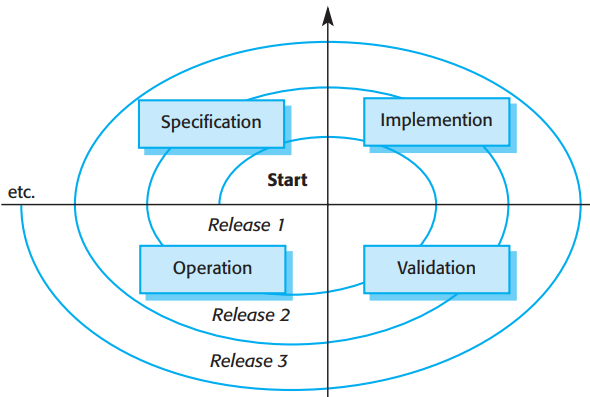 Specification
Implemention
Start
etc.
Release 1
Operation
Validation
Release 2
Release 3